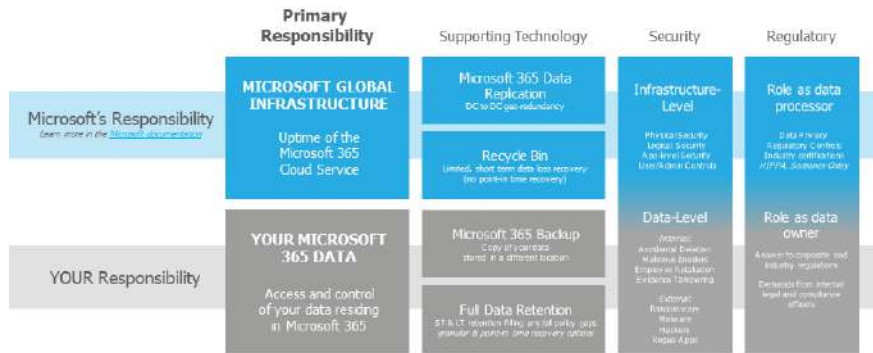 Primary
Responsibility
Supporting Technology
Security
Regulatory
Microsoft's Responsibility
Learn more in the Microsoft documentation
MICROSOFT GLOBAL
INFRASTRUCTURE
Uptime of the
Microsoft 365
Cloud Service
Microsoft 365 Data
Replication
DC to DC geo redundancy
Recycle Bin
Limited, short term data loss recovery
(no point-in time recovery)
Infrastructure-
Level
Physical Security
Logical Security
App-level Security
User/Admin Controls
Role as data
processor
Data Privacy
Regulatory Controls
Industry certifications
YOUR Responsibility
YOUR MICROSOFT
365 DATA
Access and control
of your data residing
in Microsoft 365
Microsoft 365 Backup
Copy of your data
stored in a different location
Full Data Retention
ST & LT retention filling any/all policy gaps
granular & point-in time recovery options
Data-Level
Internal:
Accidental Deletion
Malicious Insiders
Employee Retaliation
Evidence Tampering
External:
Ransomware
Malware
Hackers
Rogue Apps
Role as data
owner
Answer to corporate and
industry regulations
Demands from internal
legal and compliance
officers